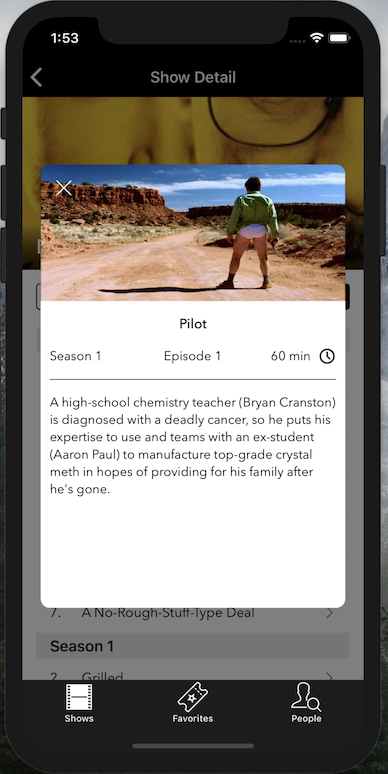 1:53
Show Detail
Pilot
Season 1 Episode 1 60 min
A high-school chemistry teacher (Bryan Cranston)
is diagnosed with a deadly cancer, so he puts his
expertise to use and teams with an ex-student
(Aaron Paul) to manufacture top-grade crystal
meth in hopes of providing for his family after
he's gone.
7. A No-Rough-Stuff-Type Deal
Season 1
2. Grilled
Shows Favorites People